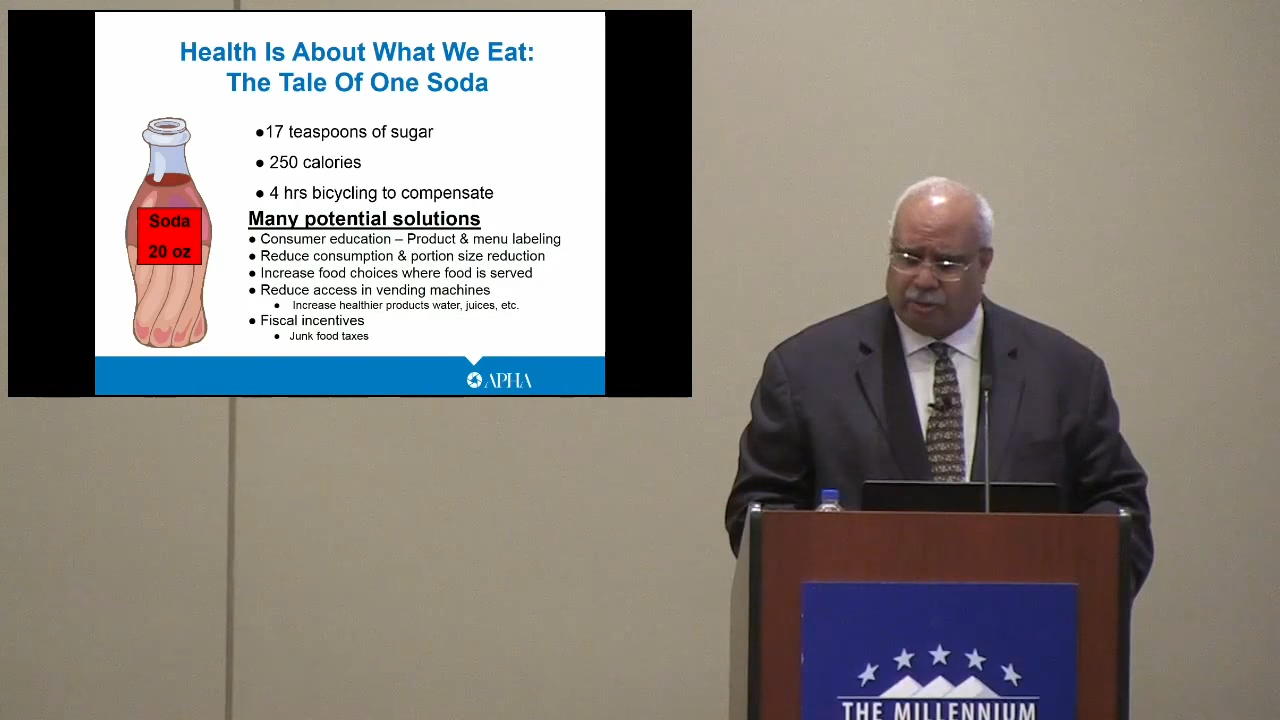 Health Is About What We Eat:
The Tale Of One Soda
●17 teaspoons of sugar
● 250 calories
● 4 hrs bicycling to compensate
Soda
20 oz
Many potential solutions
● Consumer education – Product & menu labeling
● Reduce consumption & portion size reduction
● Increase food choices where food is served
● Reduce access in vending machines
● Increase healthier products water, juices, etc.
● Fiscal incentives
● Junk food taxes
APHA
THE MILLENNIUM